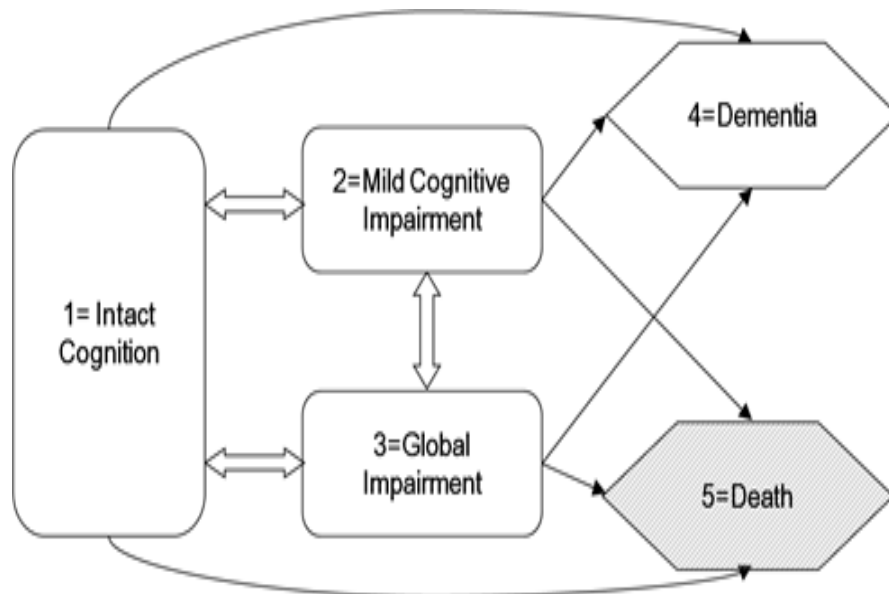 1= Intact
Cognition
2=Mild Cognitive
Impairment
3=Global
Impairment
4=Dementia
5=Death